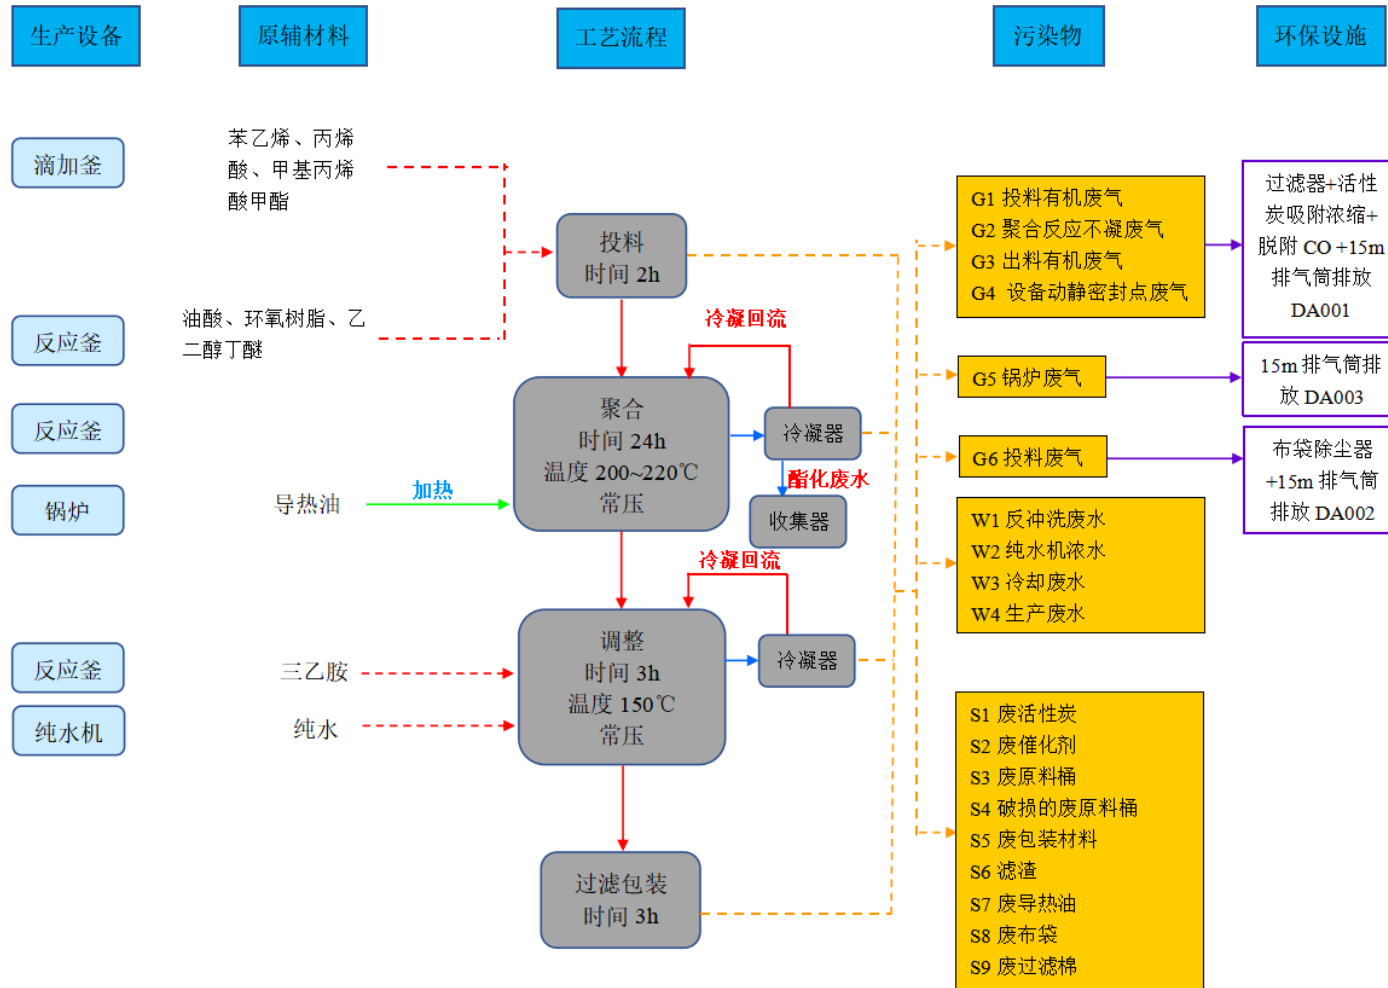 生产设备
原辅材料
工艺流程
污染物
环保设施
滴加釜
苯乙烯、丙烯
酸、甲基丙烯
酸甲酯
投料
时间 2h
G1 投料有机废气
G2 聚合反应不凝废气
G3 出料有机废气
G4 设备动静密封点废气
过滤器+活性
炭吸附浓缩+
脱附 CO +15m
排气筒排放
DA001
反应釜
油酸、环氧树脂、乙
二醇丁醚
冷凝回流
G5 锅炉废气
15m 排气筒排
放 DA003
反应釜
聚合
时间 24h
温度 200~220℃
常压
冷凝器
G6 投料废气
布袋除尘器
+15m 排气筒
排放 DA002
锅炉
导热油
加热
酯化废水
收集器
W1 反冲洗废水
W2 纯水机浓水
W3 冷却废水
W4 生产废水
冷凝回流
反应釜
三乙胺
调整
时间 3h
温度 150℃
常压
冷凝器
纯水机
纯水
S1 废活性炭
S2 废催化剂
S3 废原料桶
S4 破损的废原料桶
S5 废包装材料
S6 滤渣
S7 废导热油
S8 废布袋
S9 废过滤棉
过滤包装
时间 3h